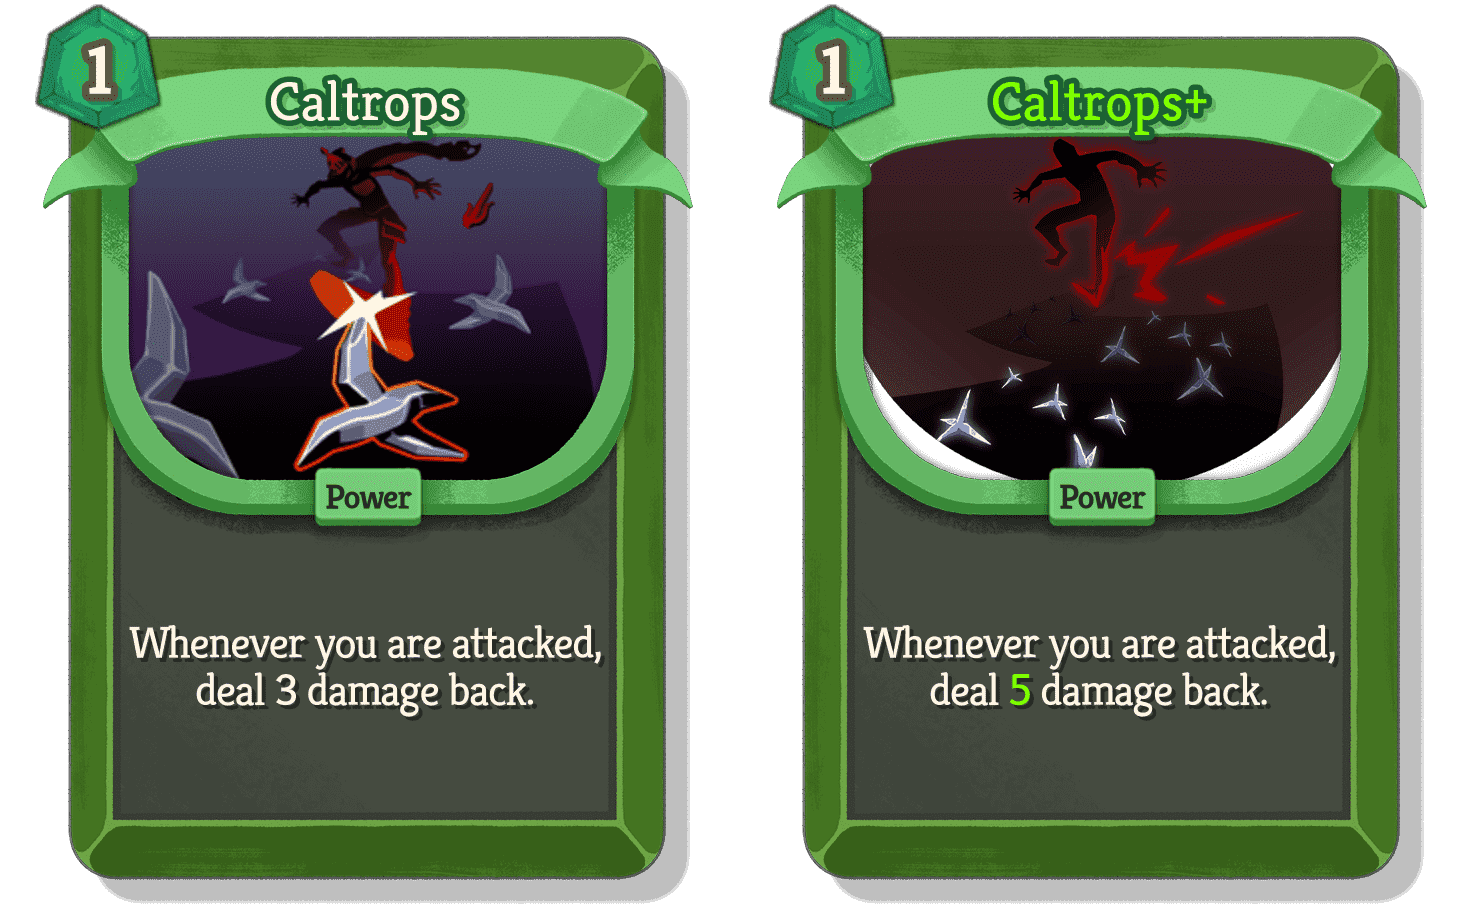 1
Caltrops
Power
Whenever you are attacked,
deal 3 damage back.
1
Caltrops+
Power
Whenever you are attacked,
deal 5 damage back.